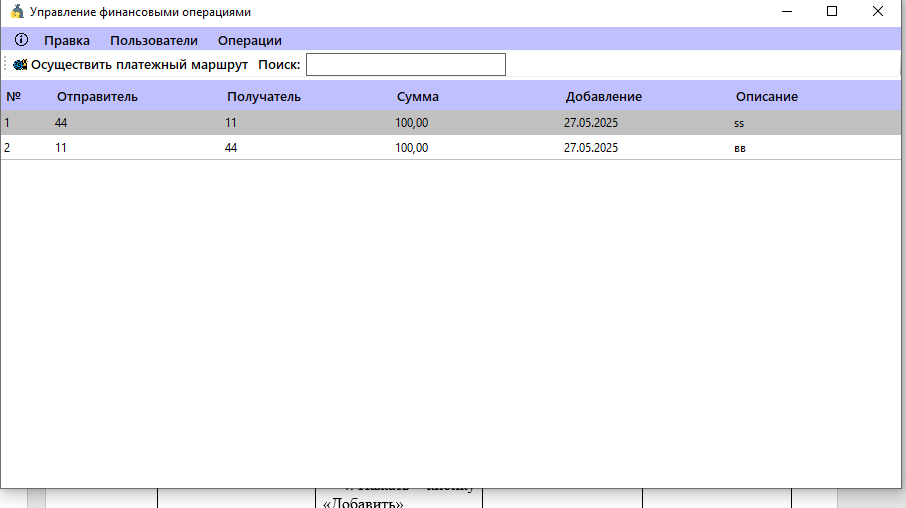 Управление финансовыми операциями
Правка Пользователи Операции
Осуществить платежный маршрут Поиск:
№ Отправитель Получатель Сумма Добавление Описание
1 44 11 100,00 27.05.2025 ss
2 11 44 100,00 27.05.2025 вв
кнопку
«Добавить»